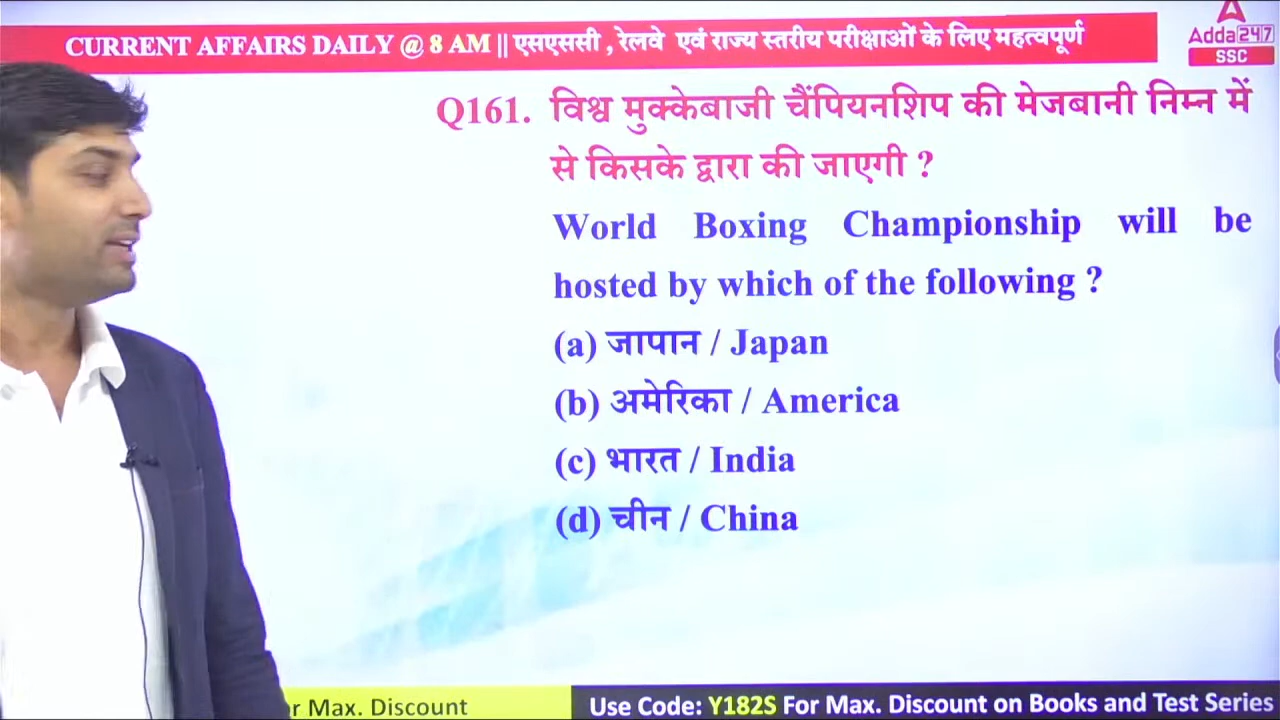 CURRENT AFFAIRS DAILY @ 8 AM || एसएससी , रेलवे एवं राज्य स्तरीय परीक्षाओं के लिए महत्वपूर्ण
Adda247
SSC
Q161. विश्व मुक्केबाजी चैंपियनशिप की मेजबानी निम्न में
से किसके द्वारा की जाएगी ?
World Boxing Championship will be
hosted by which of the following ?
(a) जापान / Japan
(b) अमेरिका / America
(c) भारत / India
(d) चीन / China
For Max. Discount
Use Code: Y182S For Max. Discount on Books and Test Series